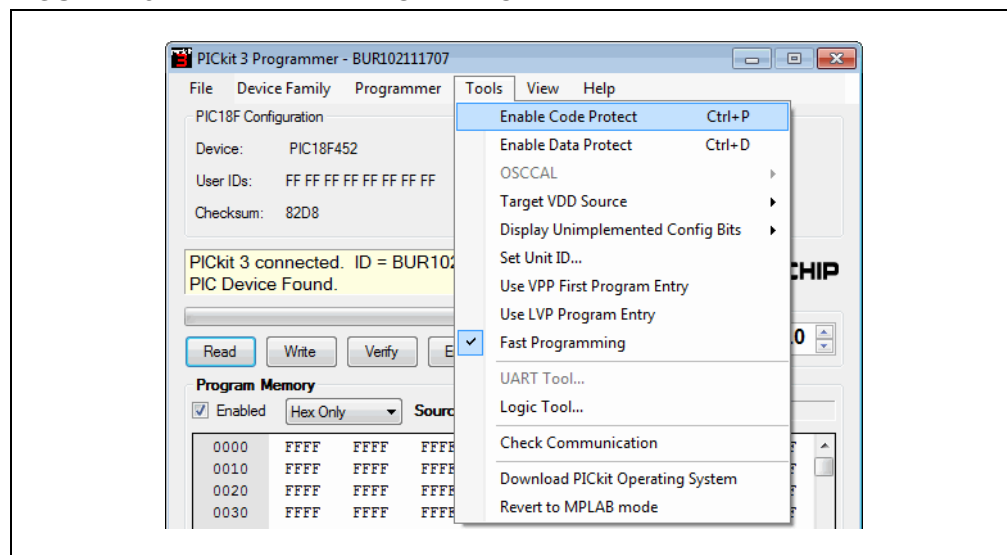 PICkit 3 Programmer - BUR102111707
File Device Family Programmer Tools View Help
PIC18F Configuration
Device: PIC18F452
User IDs: FF FF FF FF FF FF FF FF
Checksum: 82D8
PICkit 3 connected. ID = BUR102
PIC Device Found.
CHIP
Read Write Verify E
.0
Program Memory
Enabled Hex Only Sourc
0000 FFFF FFFF FFFF
0010 FFFF FFFF FFFF
0020 FFFF FFFF FFFF
0030 FFFF FFFF FFFF
Enable Code Protect Ctrl+P
Enable Data Protect Ctrl+D
OSCCAL
Target VDD Source
Display Unimplemented Config Bits
Set Unit ID...
Use VPP First Program Entry
Use LVP Program Entry
Fast Programming
UART Tool...
Logic Tool...
Check Communication
Download PICkit Operating System
Revert to MPLAB mode